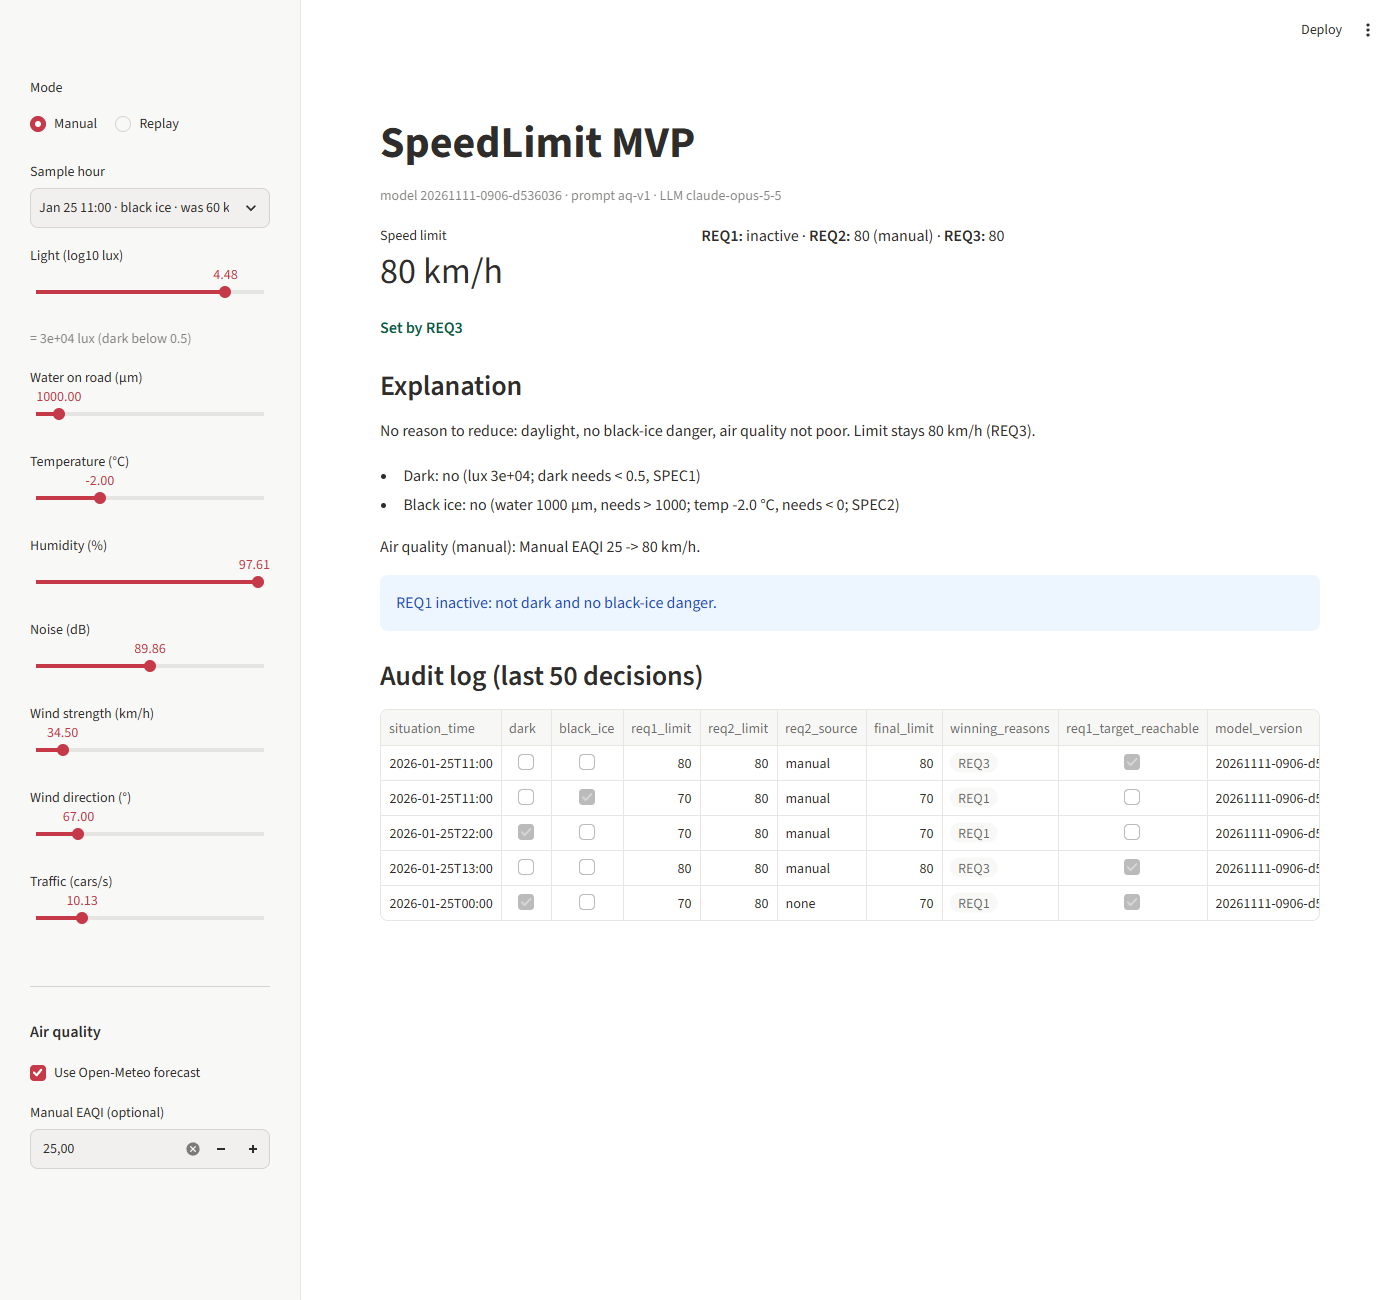 Deploy
Mode
Manual
Replay
Sample hour
Jan 25 11:00 · black ice · was 60 k
Light (log10 lux)
4.48
= 3e+04 lux (dark below 0.5)
Water on road (µm)
1000.00
Temperature (°C)
-2.00
Humidity (%)
97.61
Noise (dB)
89.86
Wind strength (km/h)
34.50
Wind direction (°)
67.00
Traffic (cars/s)
10.13
Air quality
Use Open-Meteo forecast
Manual EAQI (optional)
25,00
SpeedLimit MVP
model 20261111-0906-d536036 · prompt aq-v1 · LLM claude-opus-5-5
Speed limit
80 km/h
Set by REQ3
REQ1: inactive · REQ2: 80 (manual) · REQ3: 80
Explanation
No reason to reduce: daylight, no black-ice danger, air quality not poor. Limit stays 80 km/h (REQ3).
• Dark: no (lux 3e+04; dark needs < 0.5, SPEC1)
• Black ice: no (water 1000 µm, needs > 1000; temp -2.0 °C, needs < 0; SPEC2)
Air quality (manual): Manual EAQI 25 -> 80 km/h.
REQ1 inactive: not dark and no black-ice danger.
Audit log (last 50 decisions)
situation_time dark black_ice req1_limit req2_limit req2_source final_limit winning_reasons req1_target_reachable model_version
2026-01-25T11:00 80 80 manual 80 REQ3 20261111-0906-d5
2026-01-25T11:00 70 80 manual 70 REQ1 20261111-0906-d5
2026-01-25T22:00 70 80 manual 70 REQ1 20261111-0906-d5
2026-01-25T13:00 80 80 manual 80 REQ3 20261111-0906-d5
2026-01-25T00:00 70 80 none 70 REQ1 20261111-0906-d5